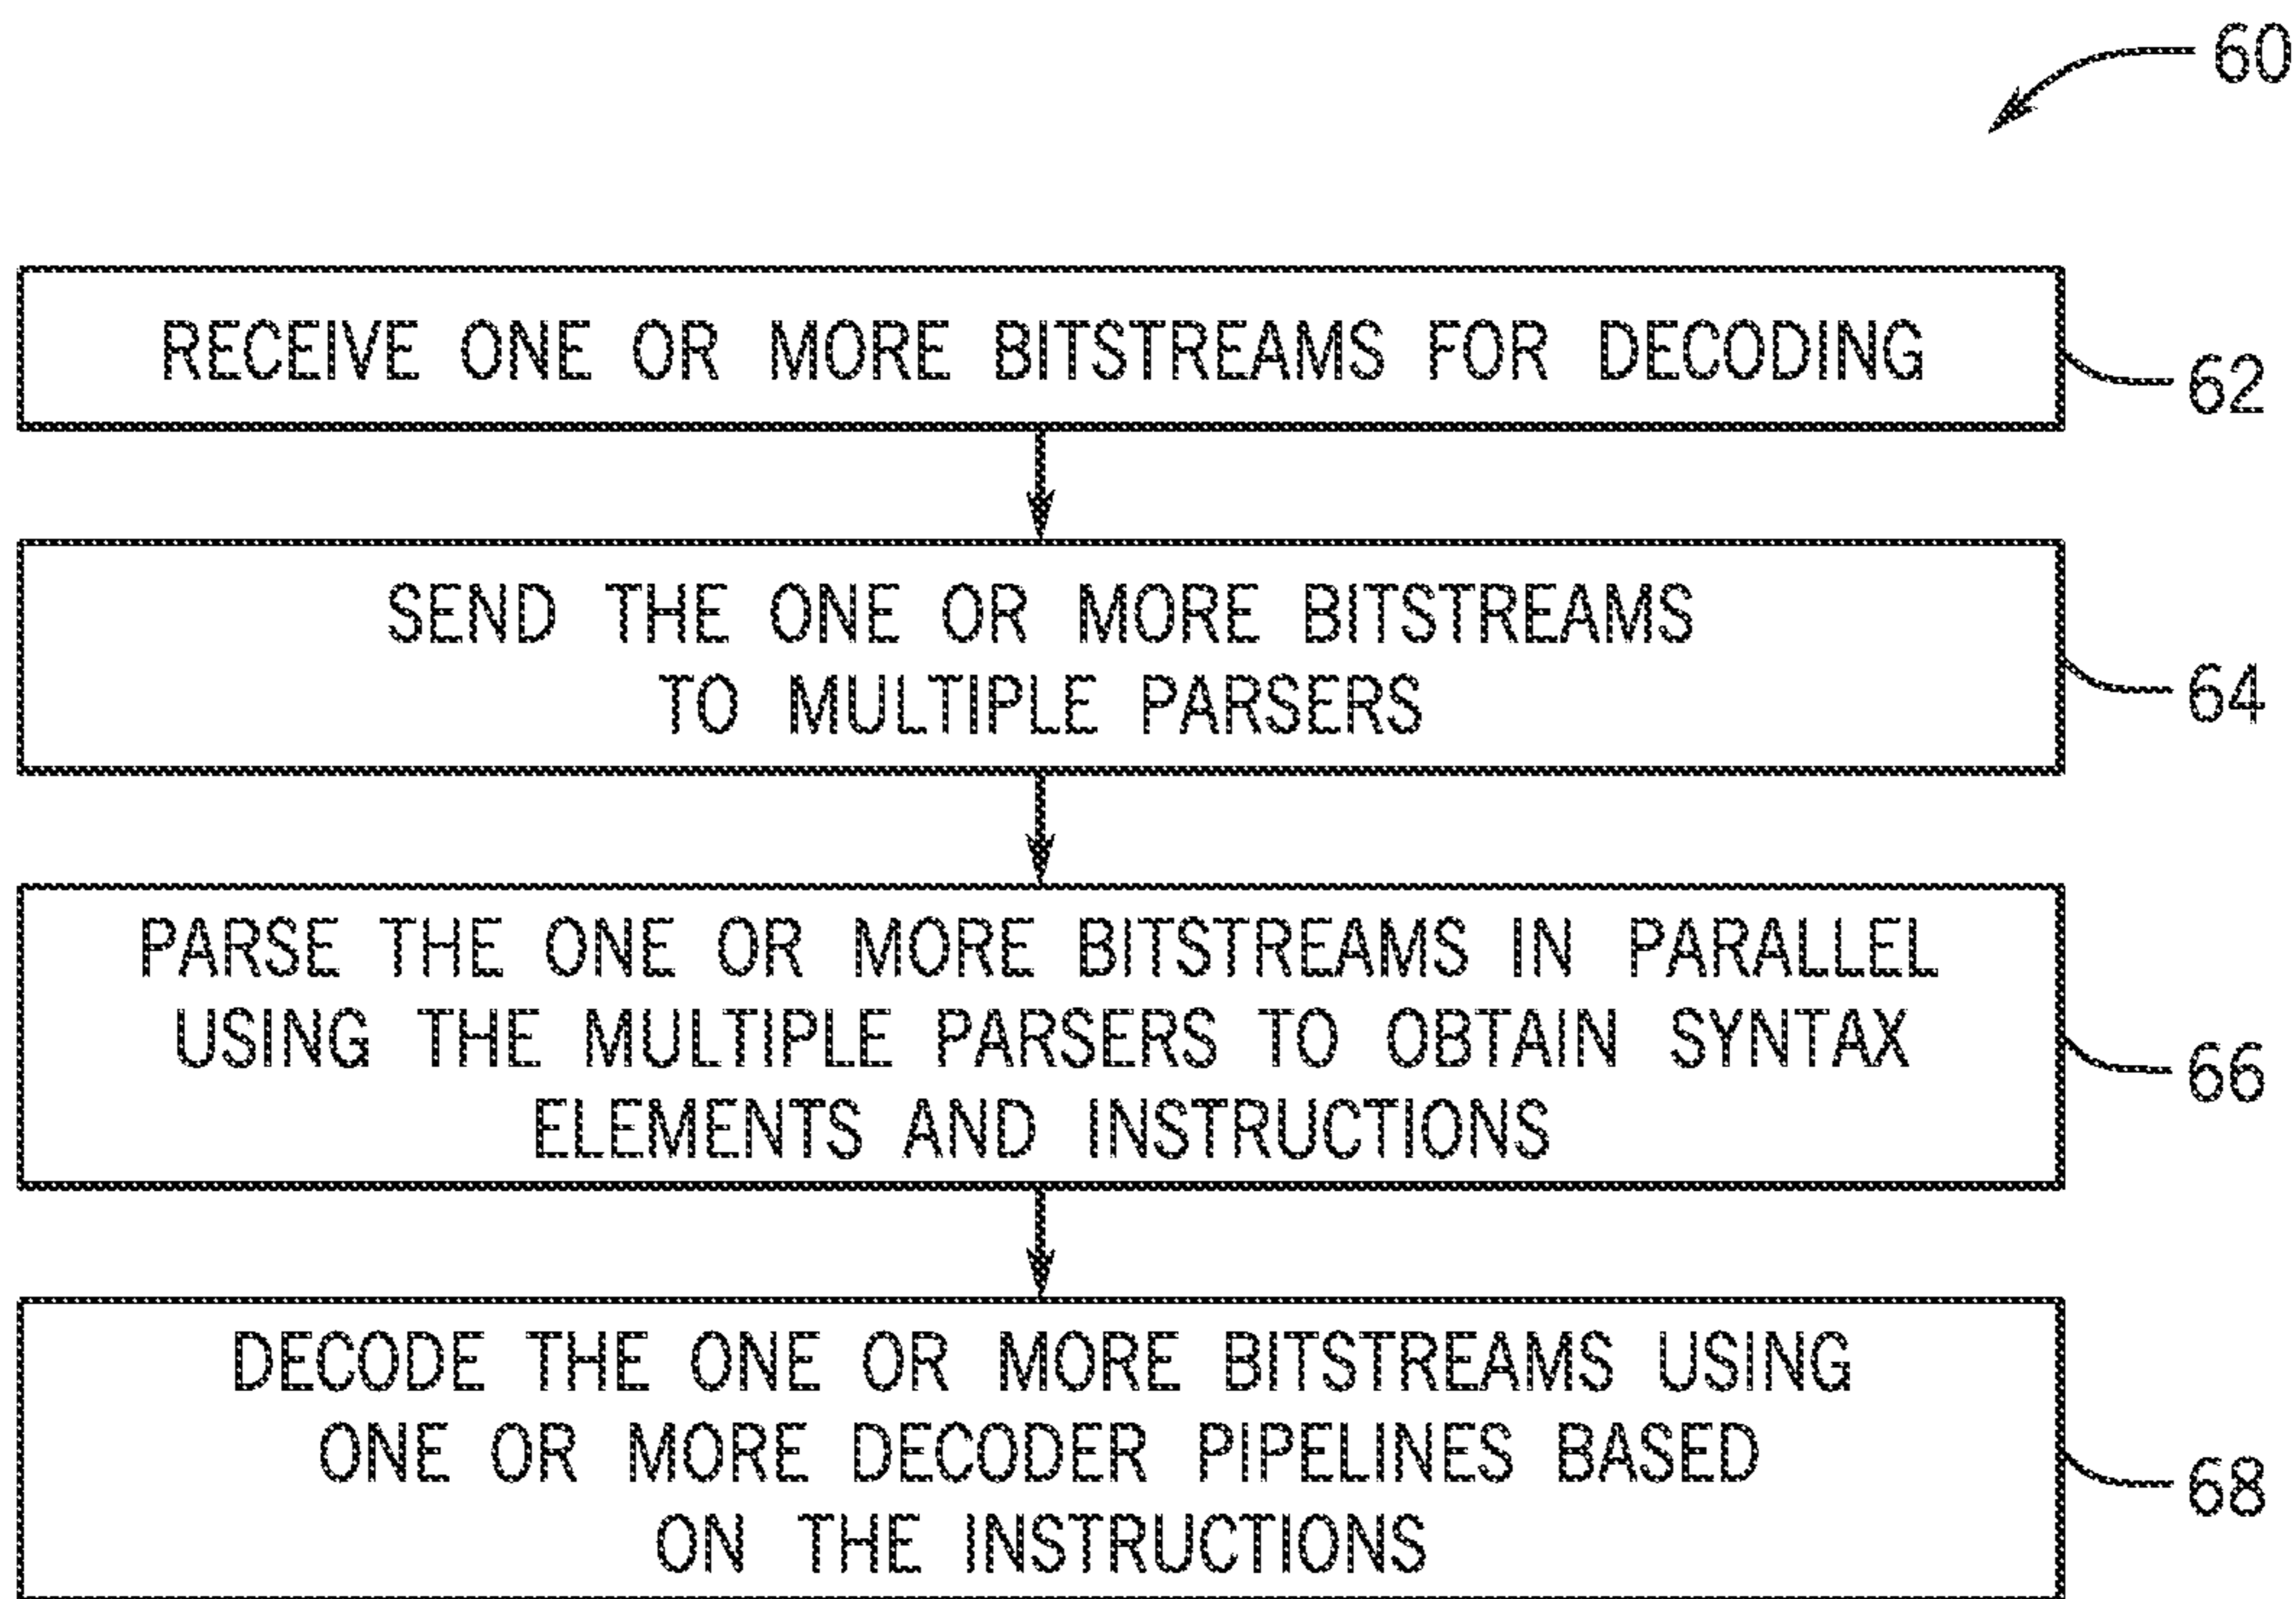 60
RECEIVE ONE OR MORE BITSTREAMS FOR DECODING
62
SEND THE ONE OR MORE BITSTREAMS
TO MULTIPLE PARSERS
64
PARSE THE ONE OR MORE BITSTREAMS IN PARALLEL
USING THE MULTIPLE PARSERS TO OBTAIN SYNTAX
ELEMENTS AND INSTRUCTIONS
66
DECODE THE ONE OR MORE BITSTREAMS USING
ONE OR MORE DECODER PIPELINES BASED
ON THE INSTRUCTIONS
68